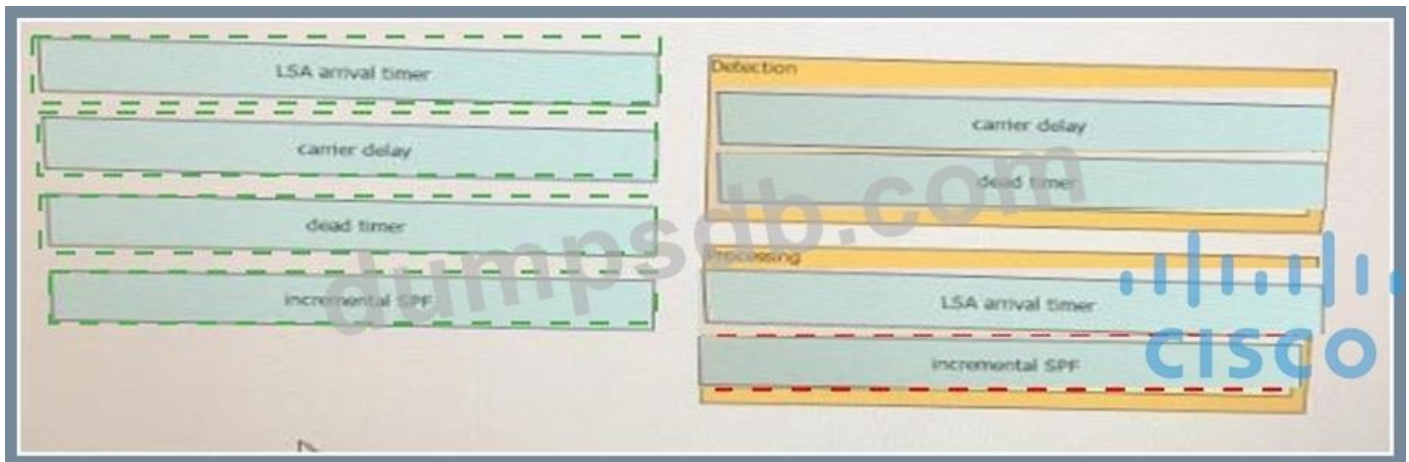 LSA arrival timer
carrier delay
dead timer
incremental SPF
Detection
carrier delay
dead timer
Processing
LSA arrival timer
incremental SPF
dumpsdb.com
CISCO